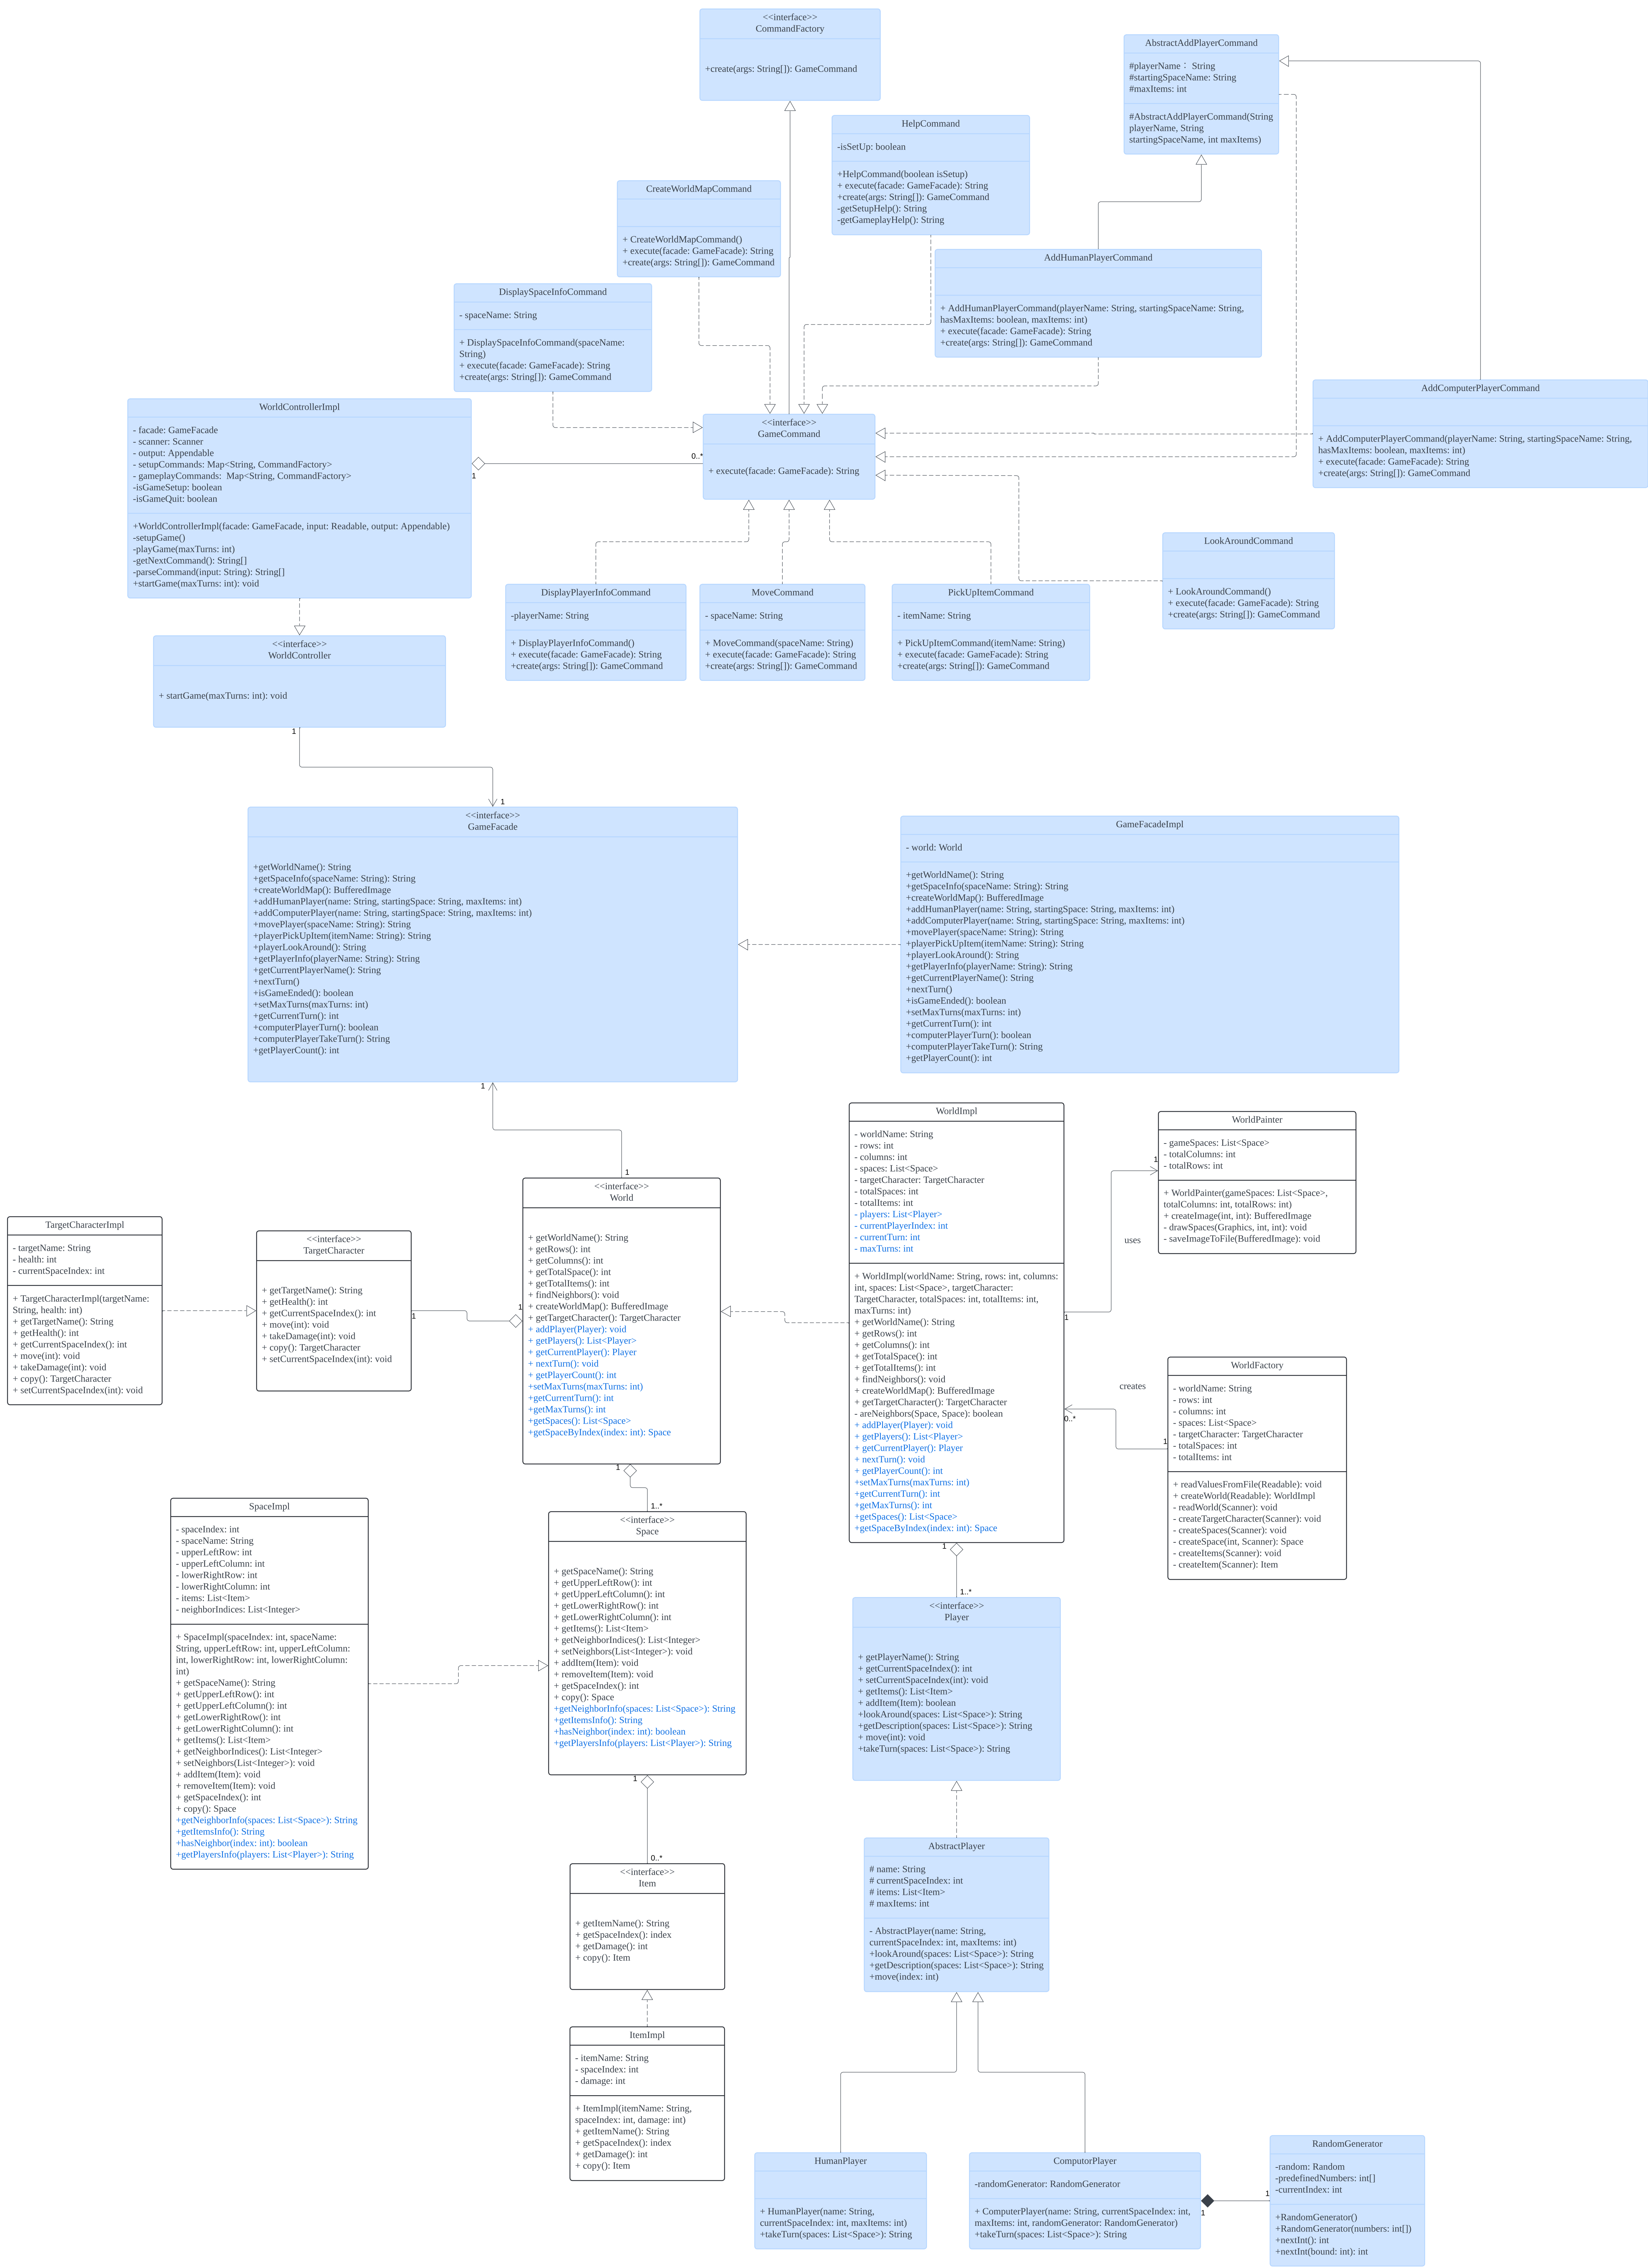 <<interface>>
CommandFactory
+create(args: String[]): GameCommand
AbstractAddPlayerCommand
#playerName： String
#startingSpaceName: String
#maxItems: int
#AbstractAddPlayerCommand(String
playerName, String
startingSpaceName, int maxItems)
HelpCommand
-isSetUp: boolean
+HelpCommand(boolean isSetup)
+ execute(facade: GameFacade): String
+create(args: String[]): GameCommand
-getSetupHelp(): String
-getGameplayHelp(): String
CreateWorldMapCommand
+ CreateWorldMapCommand()
+ execute(facade: GameFacade): String
+create(args: String[]): GameCommand
AddHumanPlayerCommand
+ AddHumanPlayerCommand(playerName: String, startingSpaceName: String,
hasMaxItems: boolean, maxItems: int)
+ execute(facade: GameFacade): String
+create(args: String[]): GameCommand
DisplaySpaceInfoCommand
- spaceName: String
+ DisplaySpaceInfoCommand(spaceName:
String)
+ execute(facade: GameFacade): String
+create(args: String[]): GameCommand
AddComputerPlayerCommand
+ AddComputerPlayerCommand(playerName: String, startingSpaceName: String,
hasMaxItems: boolean, maxItems: int)
+ execute(facade: GameFacade): String
+create(args: String[]): GameCommand
WorldControllerImpl
- facade: GameFacade
- scanner: Scanner
- output: Appendable
- setupCommands: Map<String, CommandFactory>
- gameplayCommands:  Map<String, CommandFactory>
-isGameSetup: boolean
-isGameQuit: boolean
+WorldControllerImpl(facade: GameFacade, input: Readable, output: Appendable)
-setupGame()
-playGame(maxTurns: int)
-getNextCommand(): String[]
-parseCommand(input: String): String[]
+startGame(maxTurns: int): void
1
0..*
<<interface>>
GameCommand
+ execute(facade: GameFacade): String
LookAroundCommand
+ LookAroundCommand()
+ execute(facade: GameFacade): String
+create(args: String[]): GameCommand
DisplayPlayerInfoCommand
-playerName: String
+ DisplayPlayerInfoCommand()
+ execute(facade: GameFacade): String
+create(args: String[]): GameCommand
MoveCommand
- spaceName: String
+ MoveCommand(spaceName: String)
+ execute(facade: GameFacade): String
+create(args: String[]): GameCommand
PickUpItemCommand
- itemName: String
+ PickUpItemCommand(itemName: String)
+ execute(facade: GameFacade): String
+create(args: String[]): GameCommand
<<interface>>
WorldController
+ startGame(maxTurns: int): void
1
1
<<interface>>
GameFacade
+getWorldName(): String
+getSpaceInfo(spaceName: String): String
+createWorldMap(): BufferedImage
+addHumanPlayer(name: String, startingSpace: String, maxItems: int)
+addComputerPlayer(name: String, startingSpace: String, maxItems: int)
+movePlayer(spaceName: String): String
+playerPickUpItem(itemName: String): String
+playerLookAround(): String
+getPlayerInfo(playerName: String): String
+getCurrentPlayerName(): String
+nextTurn()
+isGameEnded(): boolean
+setMaxTurns(maxTurns: int)
+getCurrentTurn(): int
+computerPlayerTurn(): boolean
+computerPlayerTakeTurn(): String
+getPlayerCount(): int
GameFacadeImpl
- world: World
+getWorldName(): String
+getSpaceInfo(spaceName: String): String
+createWorldMap(): BufferedImage
+addHumanPlayer(name: String, startingSpace: String, maxItems: int)
+addComputerPlayer(name: String, startingSpace: String, maxItems: int)
+movePlayer(spaceName: String): String
+playerPickUpItem(itemName: String): String
+playerLookAround(): String
+getPlayerInfo(playerName: String): String
+getCurrentPlayerName(): String
+nextTurn()
+isGameEnded(): boolean
+setMaxTurns(maxTurns: int)
+getCurrentTurn(): int
+computerPlayerTurn(): boolean
+computerPlayerTakeTurn(): String
+getPlayerCount(): int
1
1
TargetCharacterImpl
- targetName: String
- health: int
- currentSpaceIndex: int
+ TargetCharacterImpl(targetName:
String, health: int)
+ getTargetName(): String
+ getHealth(): int
+ getCurrentSpaceIndex(): int
+ move(int): void
+ takeDamage(int): void
+ copy(): TargetCharacter
+ setCurrentSpaceIndex(int): void
<<interface>>
TargetCharacter
+ getTargetName(): String
+ getHealth(): int
+ getCurrentSpaceIndex(): int
+ move(int): void
+ takeDamage(int): void
+ copy(): TargetCharacter
+ setCurrentSpaceIndex(int): void
1
1
<<interface>>
World
+ getWorldName(): String
+ getRows(): int
+ getColumns(): int
+ getTotalSpace(): int
+ getTotalItems(): int
+ findNeighbors(): void
+ createWorldMap(): BufferedImage
+ getTargetCharacter(): TargetCharacter
+ addPlayer(Player): void
+ getPlayers(): List<Player>
+ getCurrentPlayer(): Player
+ nextTurn(): void
+ getPlayerCount(): int
+setMaxTurns(maxTurns: int)
+getCurrentTurn(): int
+getMaxTurns(): int
+getSpaces(): List<Space>
+getSpaceByIndex(index: int): Space
WorldImpl
- worldName: String
- rows: int
- columns: int
- spaces: List<Space>
- targetCharacter: TargetCharacter
- totalSpaces: int
- totalItems: int
- players: List<Player>
- currentPlayerIndex: int
- currentTurn: int
- maxTurns: int
+ WorldImpl(worldName: String, rows: int, columns:
int, spaces: List<Space>, targetCharacter:
TargetCharacter, totalSpaces: int, totalItems: int,
maxTurns: int)
+ getWorldName(): String
+ getRows(): int
+ getColumns(): int
+ getTotalSpace(): int
+ getTotalItems(): int
+ findNeighbors(): void
+ createWorldMap(): BufferedImage
+ getTargetCharacter(): TargetCharacter
- areNeighbors(Space, Space): boolean
+ addPlayer(Player): void
+ getPlayers(): List<Player>
+ getCurrentPlayer(): Player
+ nextTurn(): void
+ getPlayerCount(): int
+setMaxTurns(maxTurns: int)
+getCurrentTurn(): int
+getMaxTurns(): int
+getSpaces(): List<Space>
+getSpaceByIndex(index: int): Space
1
uses
1
WorldPainter
- gameSpaces: List<Space>
- totalColumns: int
- totalRows: int
+ WorldPainter(gameSpaces: List<Space>,
totalColumns: int, totalRows: int)
+ createImage(int, int): BufferedImage
- drawSpaces(Graphics, int, int): void
- saveImageToFile(BufferedImage): void
creates
0..*
1
WorldFactory
- worldName: String
- rows: int
- columns: int
- spaces: List<Space>
- targetCharacter: TargetCharacter
- totalSpaces: int
- totalItems: int
+ readValuesFromFile(Readable): void
+ createWorld(Readable): WorldImpl
- readWorld(Scanner): void
- createTargetCharacter(Scanner): void
- createSpaces(Scanner): void
- createSpace(int, Scanner): Space
- createItems(Scanner): void
- createItem(Scanner): Item
1
1..*
SpaceImpl
- spaceIndex: int
- spaceName: String
- upperLeftRow: int
- upperLeftColumn: int
- lowerRightRow: int
- lowerRightColumn: int
- items: List<Item>
- neighborIndices: List<Integer>
+ SpaceImpl(spaceIndex: int, spaceName:
String, upperLeftRow: int, upperLeftColumn:
int, lowerRightRow: int, lowerRightColumn:
int)
+ getSpaceName(): String
+ getUpperLeftRow(): int
+ getUpperLeftColumn(): int
+ getLowerRightRow(): int
+ getLowerRightColumn(): int
+ getItems(): List<Item>
+ getNeighborIndices(): List<Integer>
+ setNeighbors(List<Integer>): void
+ addItem(Item): void
+ removeItem(Item): void
+ getSpaceIndex(): int
+ copy(): Space
+getNeighborInfo(spaces: List<Space>): String
+getItemsInfo(): String
+hasNeighbor(index: int): boolean
+getPlayersInfo(players: List<Player>): String
<<interface>>
Space
+ getSpaceName(): String
+ getUpperLeftRow(): int
+ getUpperLeftColumn(): int
+ getLowerRightRow(): int
+ getLowerRightColumn(): int
+ getItems(): List<Item>
+ getNeighborIndices(): List<Integer>
+ setNeighbors(List<Integer>): void
+ addItem(Item): void
+ removeItem(Item): void
+ getSpaceIndex(): int
+ copy(): Space
+getNeighborInfo(spaces: List<Space>): String
+getItemsInfo(): String
+hasNeighbor(index: int): boolean
+getPlayersInfo(players: List<Player>): String
1
1..*
<<interface>>
Player
+ getPlayerName(): String
+ getCurrentSpaceIndex(): int
+ setCurrentSpaceIndex(int): void
+ getItems(): List<Item>
+ addItem(Item): boolean
+lookAround(spaces: List<Space>): String
+getDescription(spaces: List<Space>): String
+ move(int): void
+takeTurn(spaces: List<Space>): String
1
0..*
<<interface>>
Item
+ getItemName(): String
+ getSpaceIndex(): index
+ getDamage(): int
+ copy(): Item
AbstractPlayer
# name: String
# currentSpaceIndex: int
# items: List<Item>
# maxItems: int
- AbstractPlayer(name: String,
currentSpaceIndex: int, maxItems: int)
+lookAround(spaces: List<Space>): String
+getDescription(spaces: List<Space>): String
+move(index: int)
ItemImpl
- itemName: String
- spaceIndex: int
- damage: int
+ ItemImpl(itemName: String,
spaceIndex: int, damage: int)
+ getItemName(): String
+ getSpaceIndex(): index
+ getDamage(): int
+ copy(): Item
HumanPlayer
+ HumanPlayer(name: String,
currentSpaceIndex: int, maxItems: int)
+takeTurn(spaces: List<Space>): String
ComputorPlayer
-randomGenerator: RandomGenerator
+ ComputerPlayer(name: String, currentSpaceIndex: int,
maxItems: int, randomGenerator: RandomGenerator)
+takeTurn(spaces: List<Space>): String
1
1
RandomGenerator
-random: Random
-predefinedNumbers: int[]
-currentIndex: int
+RandomGenerator()
+RandomGenerator(numbers: int[])
+nextInt(): int
+nextInt(bound: int): int